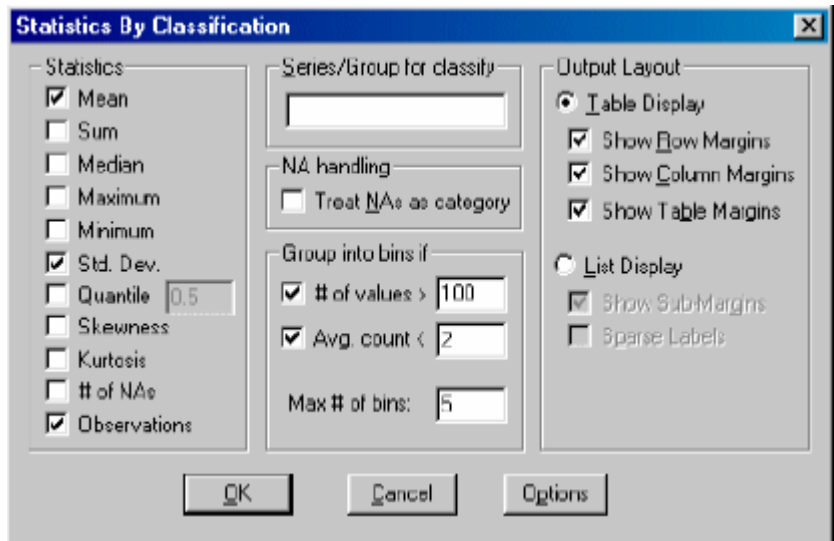 Statistics By Classification
Statistics
Mean
Sum
Median
Maximum
Minimum
Std. Dev.
Quantile 0.5
Skewness
Kurtosis
# of NAs
Observations
Series/Group for classify
NA handling
Treat NAs as category
Group into bins if
# of values > 100
Avg. count < 2
Max # of bins: 5
Output Layout
Table Display
Show Row Margins
Show Column Margins
Show Table Margins
List Display
Show Sub-Margins
Sparse Labels
OK
Cancel
Options